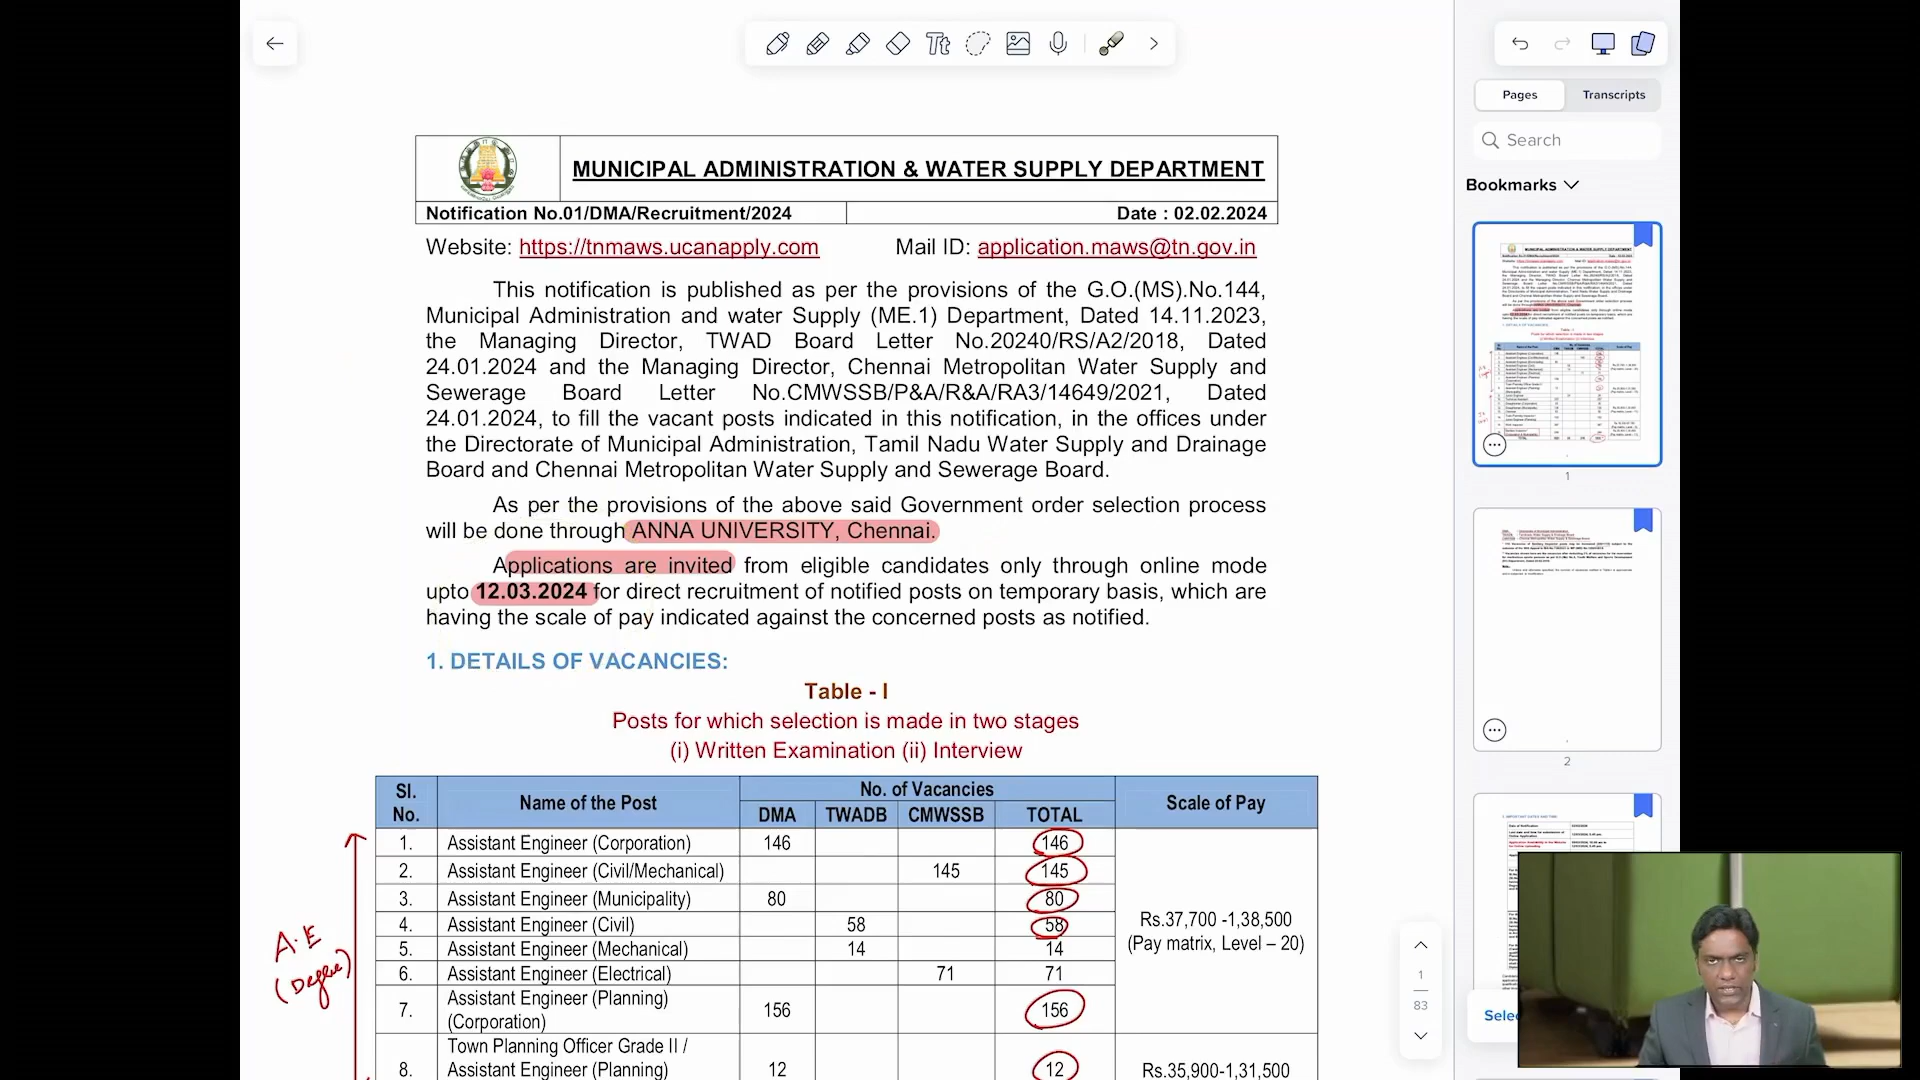 Tt
Pages Transcripts
Search
Bookmarks
MUNICIPAL ADMINISTRATION & WATER SUPPLY DEPARTMENT
Notification No.01/DMA/Recruitment/2024 Date : 02.02.2024
Website: https://tnmaws.ucanapply.com Mail ID: application.maws@tn.gov.in
This notification is published as per the provisions of the G.O.(MS).No.144,
Municipal Administration and water Supply (ME.1) Department, Dated 14.11.2023,
the Managing Director, TWAD Board Letter No.20240/RS/A2/2018, Dated
24.01.2024 and the Managing Director, Chennai Metropolitan Water Supply and
Sewerage Board Letter No.CMWSSB/P&A/R&A/RA3/14649/2021, Dated
24.01.2024, to fill the vacant posts indicated in this notification, in the offices under
the Directorate of Municipal Administration, Tamil Nadu Water Supply and Drainage
Board and Chennai Metropolitan Water Supply and Sewerage Board.
As per the provisions of the above said Government order selection process
will be done through ANNA UNIVERSITY, Chennai.
Applications are invited from eligible candidates only through online mode
upto 12.03.2024 for direct recruitment of notified posts on temporary basis, which are
having the scale of pay indicated against the concerned posts as notified.
1. DETAILS OF VACANCIES:
Table - I
Posts for which selection is made in two stages
(i) Written Examination (ii) Interview
Sl. No. Name of the Post No. of Vacancies Scale of Pay
DMA TWADB CMWSSB TOTAL
1. Assistant Engineer (Corporation) 146 146
2. Assistant Engineer (Civil/Mechanical) 145 145
3. Assistant Engineer (Municipality) 80 80
4. Assistant Engineer (Civil) 58 58
Rs.37,700 -1,38,500
(Pay matrix, Level – 20)
5. Assistant Engineer (Mechanical) 14 14
6. Assistant Engineer (Electrical) 71 71
7. Assistant Engineer (Planning) (Corporation) 156 156
Town Planning Officer Grade II /
8. Assistant Engineer (Planning) 12 12 Rs.35,900-1,31,500
A.E
(Degree)
1
2
1
83
Selec